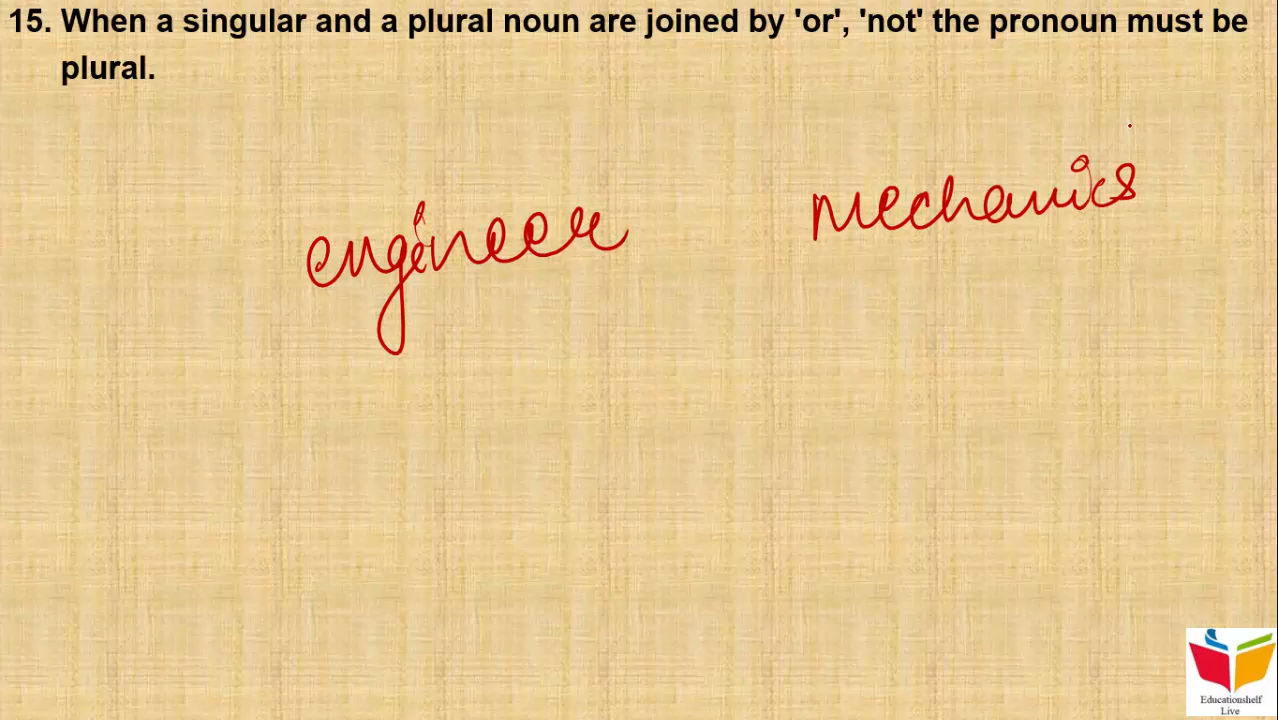 15. When a singular and a plural noun are joined by 'or', 'not' the pronoun must be
plural.
engineer mechanics
Educationshelf
Live